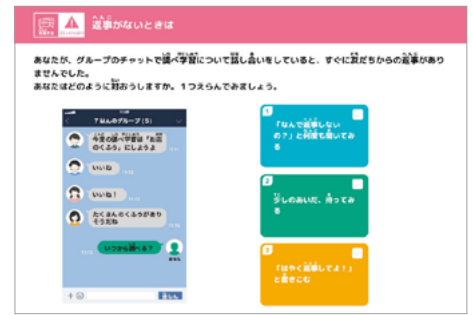 返事がないときは
あなたが、グループのチャットで調べ学習について話し合いをしていると、すぐに友だちからの返事があり
ませんでした。
あなたはどのように対おうしますか。1つえらんでみましょう。
7はんのグループ(5)
今度の調べ学習は「お店
のくふう」にしようよ
いいね
いいね!
たくさんのくふうがあり
そうだね
いつから調べる?
1
「なんで返事しない
の?」と何度も聞いてみ
る
2
少しのあいだ、待ってみ
る
3
「はやく返事してよ!」
と書きこむ